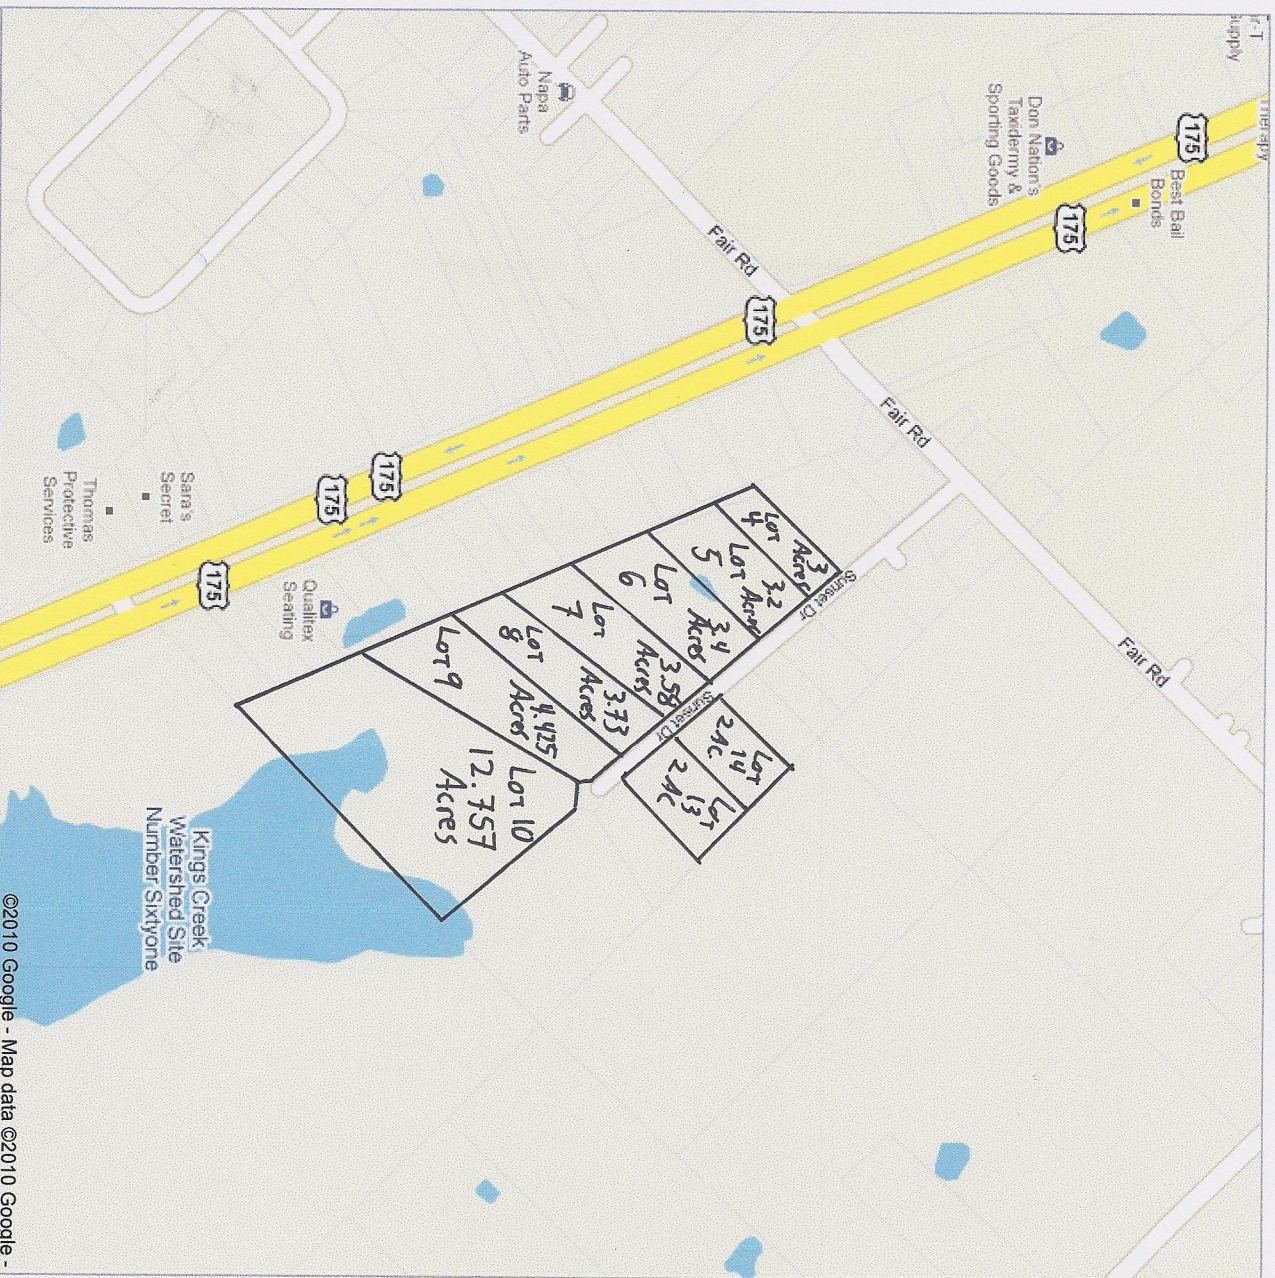 r-T
upply
175
Best Bail
Bonds
175
Don Nation's
Taxidermy &
Sporting Goods
Napa
Auto Parts
Fair Rd
175
Fair Rd
Fair Rd
175
175
175
Sara's
Secret
Thomas
Protective
Services
Qualitex
Seating
Sunset Dr
Sunset Dr
LOT 3
4 Acres
LOT 3.2
5 Acres
LOT 3.4
6 Acres
LOT 3.58
7 Acres
LOT 3.73
8 Acres
LOT 9 4.425
Acres
LOT 10
12.757
Acres
LOT
14
2 AC.
LOT
13
2 AC
Kings Creek
Watershed Site
Number Sixtyone
©2010 Google - Map data ©2010 Google -